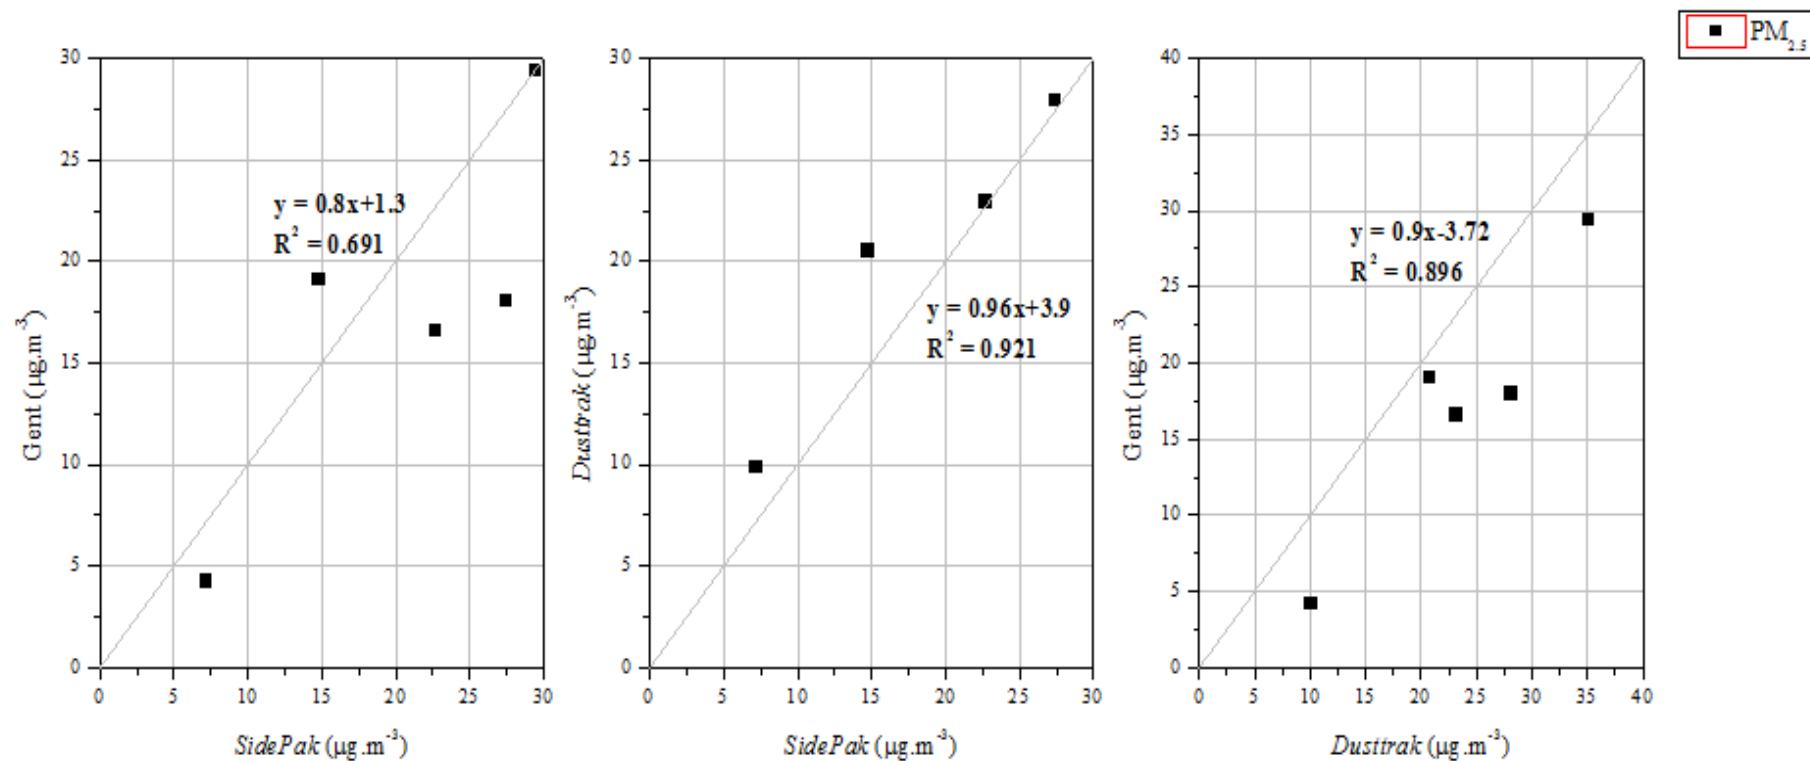 PM2.5
30
25
20
15
10
5
0
Gent (µg.m-3)
y = 0.8x+1.3
R2 = 0.691
0 5 10 15 20 25 30
SidePak (µg.m-3)
30
25
20
15
10
5
0
Dusttrak (µg.m-3)
y = 0.96x+3.9
R2 = 0.921
0 5 10 15 20 25 30
SidePak (µg.m-3)
40
35
30
25
20
15
10
5
0
Gent (µg.m-3)
y = 0.9x-3.72
R2 = 0.896
0 5 10 15 20 25 30 35 40
Dusttrak (µg.m-3)